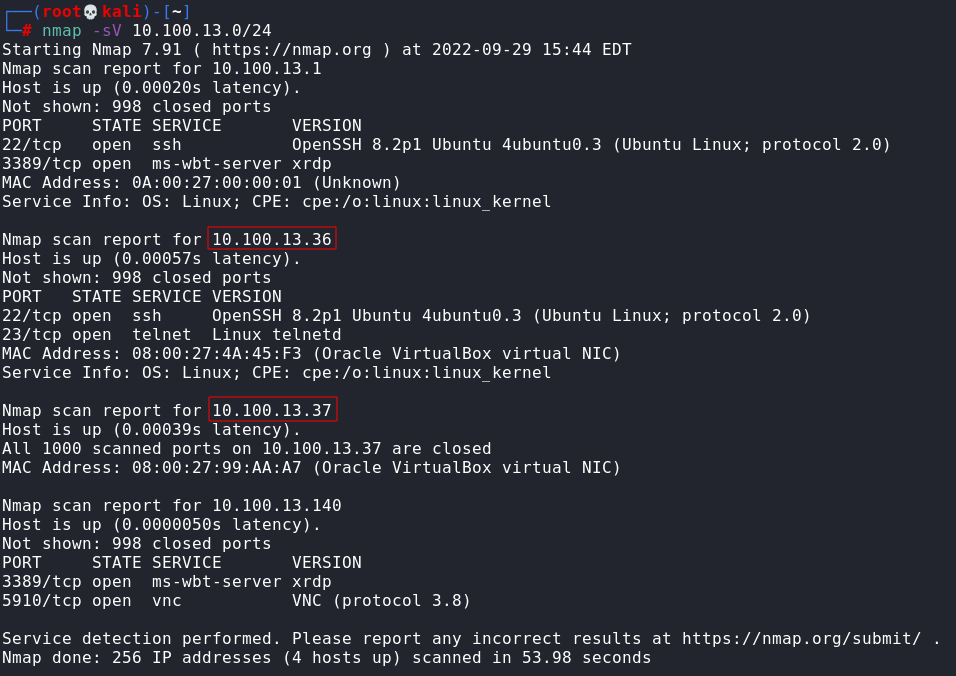 ┌──(root💀kali)-[~]
└─# nmap -sV 10.100.13.0/24
Starting Nmap 7.91 ( https://nmap.org ) at 2022-09-29 15:44 EDT
Nmap scan report for 10.100.13.1
Host is up (0.00020s latency).
Not shown: 998 closed ports
PORT     STATE SERVICE       VERSION
22/tcp   open  ssh           OpenSSH 8.2p1 Ubuntu 4ubuntu0.3 (Ubuntu Linux; protocol 2.0)
3389/tcp open  ms-wbt-server xrdp
MAC Address: 0A:00:27:00:00:01 (Unknown)
Service Info: OS: Linux; CPE: cpe:/o:linux:linux_kernel

Nmap scan report for 10.100.13.36
Host is up (0.00057s latency).
Not shown: 998 closed ports
PORT   STATE SERVICE VERSION
22/tcp open  ssh     OpenSSH 8.2p1 Ubuntu 4ubuntu0.3 (Ubuntu Linux; protocol 2.0)
23/tcp open  telnet  Linux telnetd
MAC Address: 08:00:27:4A:45:F3 (Oracle VirtualBox virtual NIC)
Service Info: OS: Linux; CPE: cpe:/o:linux:linux_kernel

Nmap scan report for 10.100.13.37
Host is up (0.00039s latency).
All 1000 scanned ports on 10.100.13.37 are closed
MAC Address: 08:00:27:99:AA:A7 (Oracle VirtualBox virtual NIC)

Nmap scan report for 10.100.13.140
Host is up (0.0000050s latency).
Not shown: 998 closed ports
PORT     STATE SERVICE       VERSION
3389/tcp open  ms-wbt-server xrdp
5910/tcp open  vnc           VNC (protocol 3.8)

Service detection performed. Please report any incorrect results at https://nmap.org/submit/ .
Nmap done: 256 IP addresses (4 hosts up) scanned in 53.98 seconds